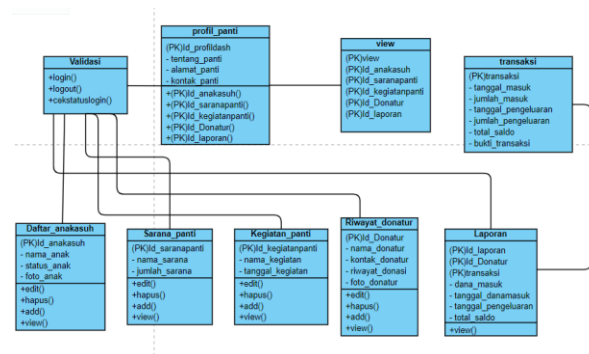 Validasi
+login()
+logout()
+cekstatuslogin()
profil_panti
(PK)Id_profildash
- tentang_panti
- alamat_panti
- kontak_panti
+(PK)Id_anakasuh()
+(PK)Id_saranapanti()
+(PK)Id_kegiatanpanti()
+(PK)Id_Donatur()
+(PK)Id_laporan()
view
(PK)view
(PK)Id_anakasuh
(PK)Id_saranapanti
(PK)Id_kegiatanpanti
(PK)Id_Donatur
(PK)Id_laporan
transaksi
(PK)transaksi
- tanggal_masuk
- jumlah_masuk
- tanggal_pengeluaran
- jumlah_pengeluaran
- total_saldo
- bukti_transaksi
Daftar_anakasuh
(PK)Id_anakasuh
- nama_anak
- status_anak
- foto_anak
+edit()
+hapus()
+add()
+view()
Sarana_panti
(PK)Id_saranapanti
- nama_sarana
- jumlah_sarana
+edit()
+hapus()
+add()
+view()
Kegiatan_panti
(PK)Id_kegiatanpanti
- nama_kegiatan
- tanggal_kegiatan
+edit()
+hapus()
+add()
+view()
Riwayat_donatur
(PK)Id_Donatur
- nama_donatur
- kontak_donatur
- riwayat_donasi
- foto_donatur
+edit()
+hapus()
+add()
+view()
Laporan
(PK)Id_laporan
(PK)Id_Donatur
(PK)transaksi
- dana_masuk
- tanggal_danamasuk
- tanggal_pengeluaran
- total_saldo
+view()